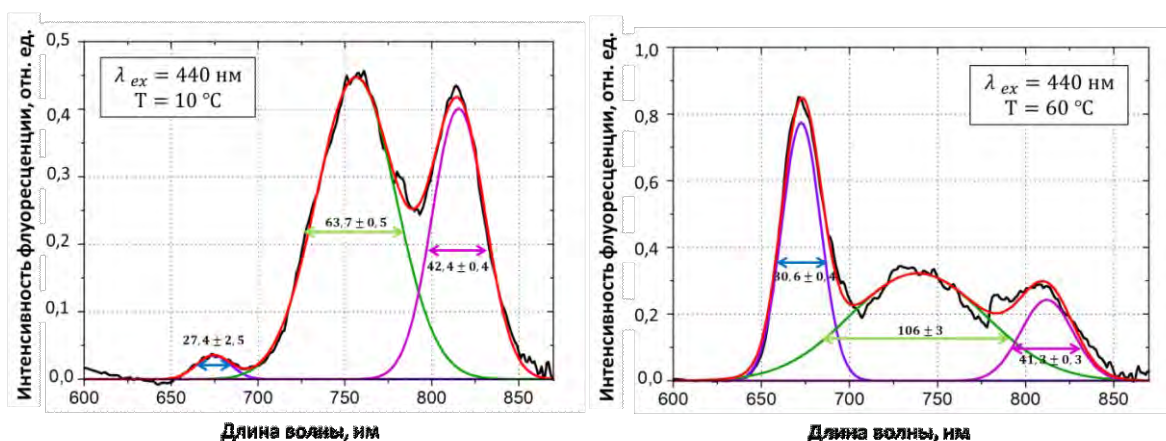 Интенсивность флуоресценции, отн. ед.
0,5
0,4
0,3
0,2
0,1
0,0
λ ex = 440 нм
T = 10 °C
63,7 ± 0,5
42,4 ± 0,4
27.4 ± 2,5
600 650 700 750 800 850
Длина волны, нм
Интенсивность флуоресценции, отн. ед.
1,0
0,8
0,6
0,4
0,2
0,0
λ ex = 440 нм
T = 60 °C
30,6 ± 0,4
106 ± 3
41,3 ± 0,3
600 650 700 750 800 850
Длина волны, нм